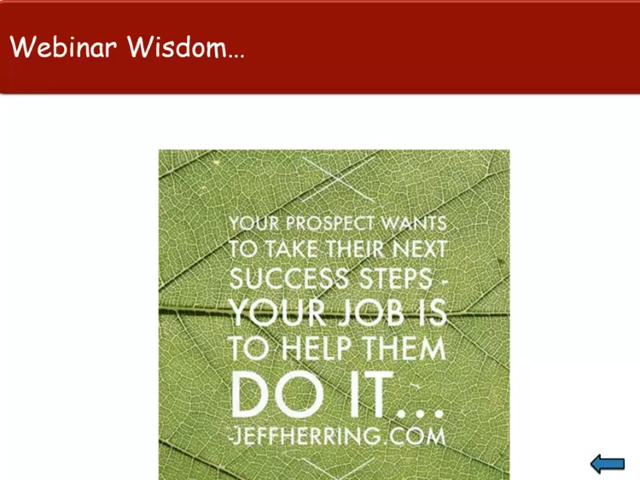 Webinar Wisdom...
YOUR PROSPECT WANTS
TO TAKE THEIR NEXT
SUCCESS STEPS -
YOUR JOB IS
TO HELP THEM
DO IT...
-JEFFHERRING.COM